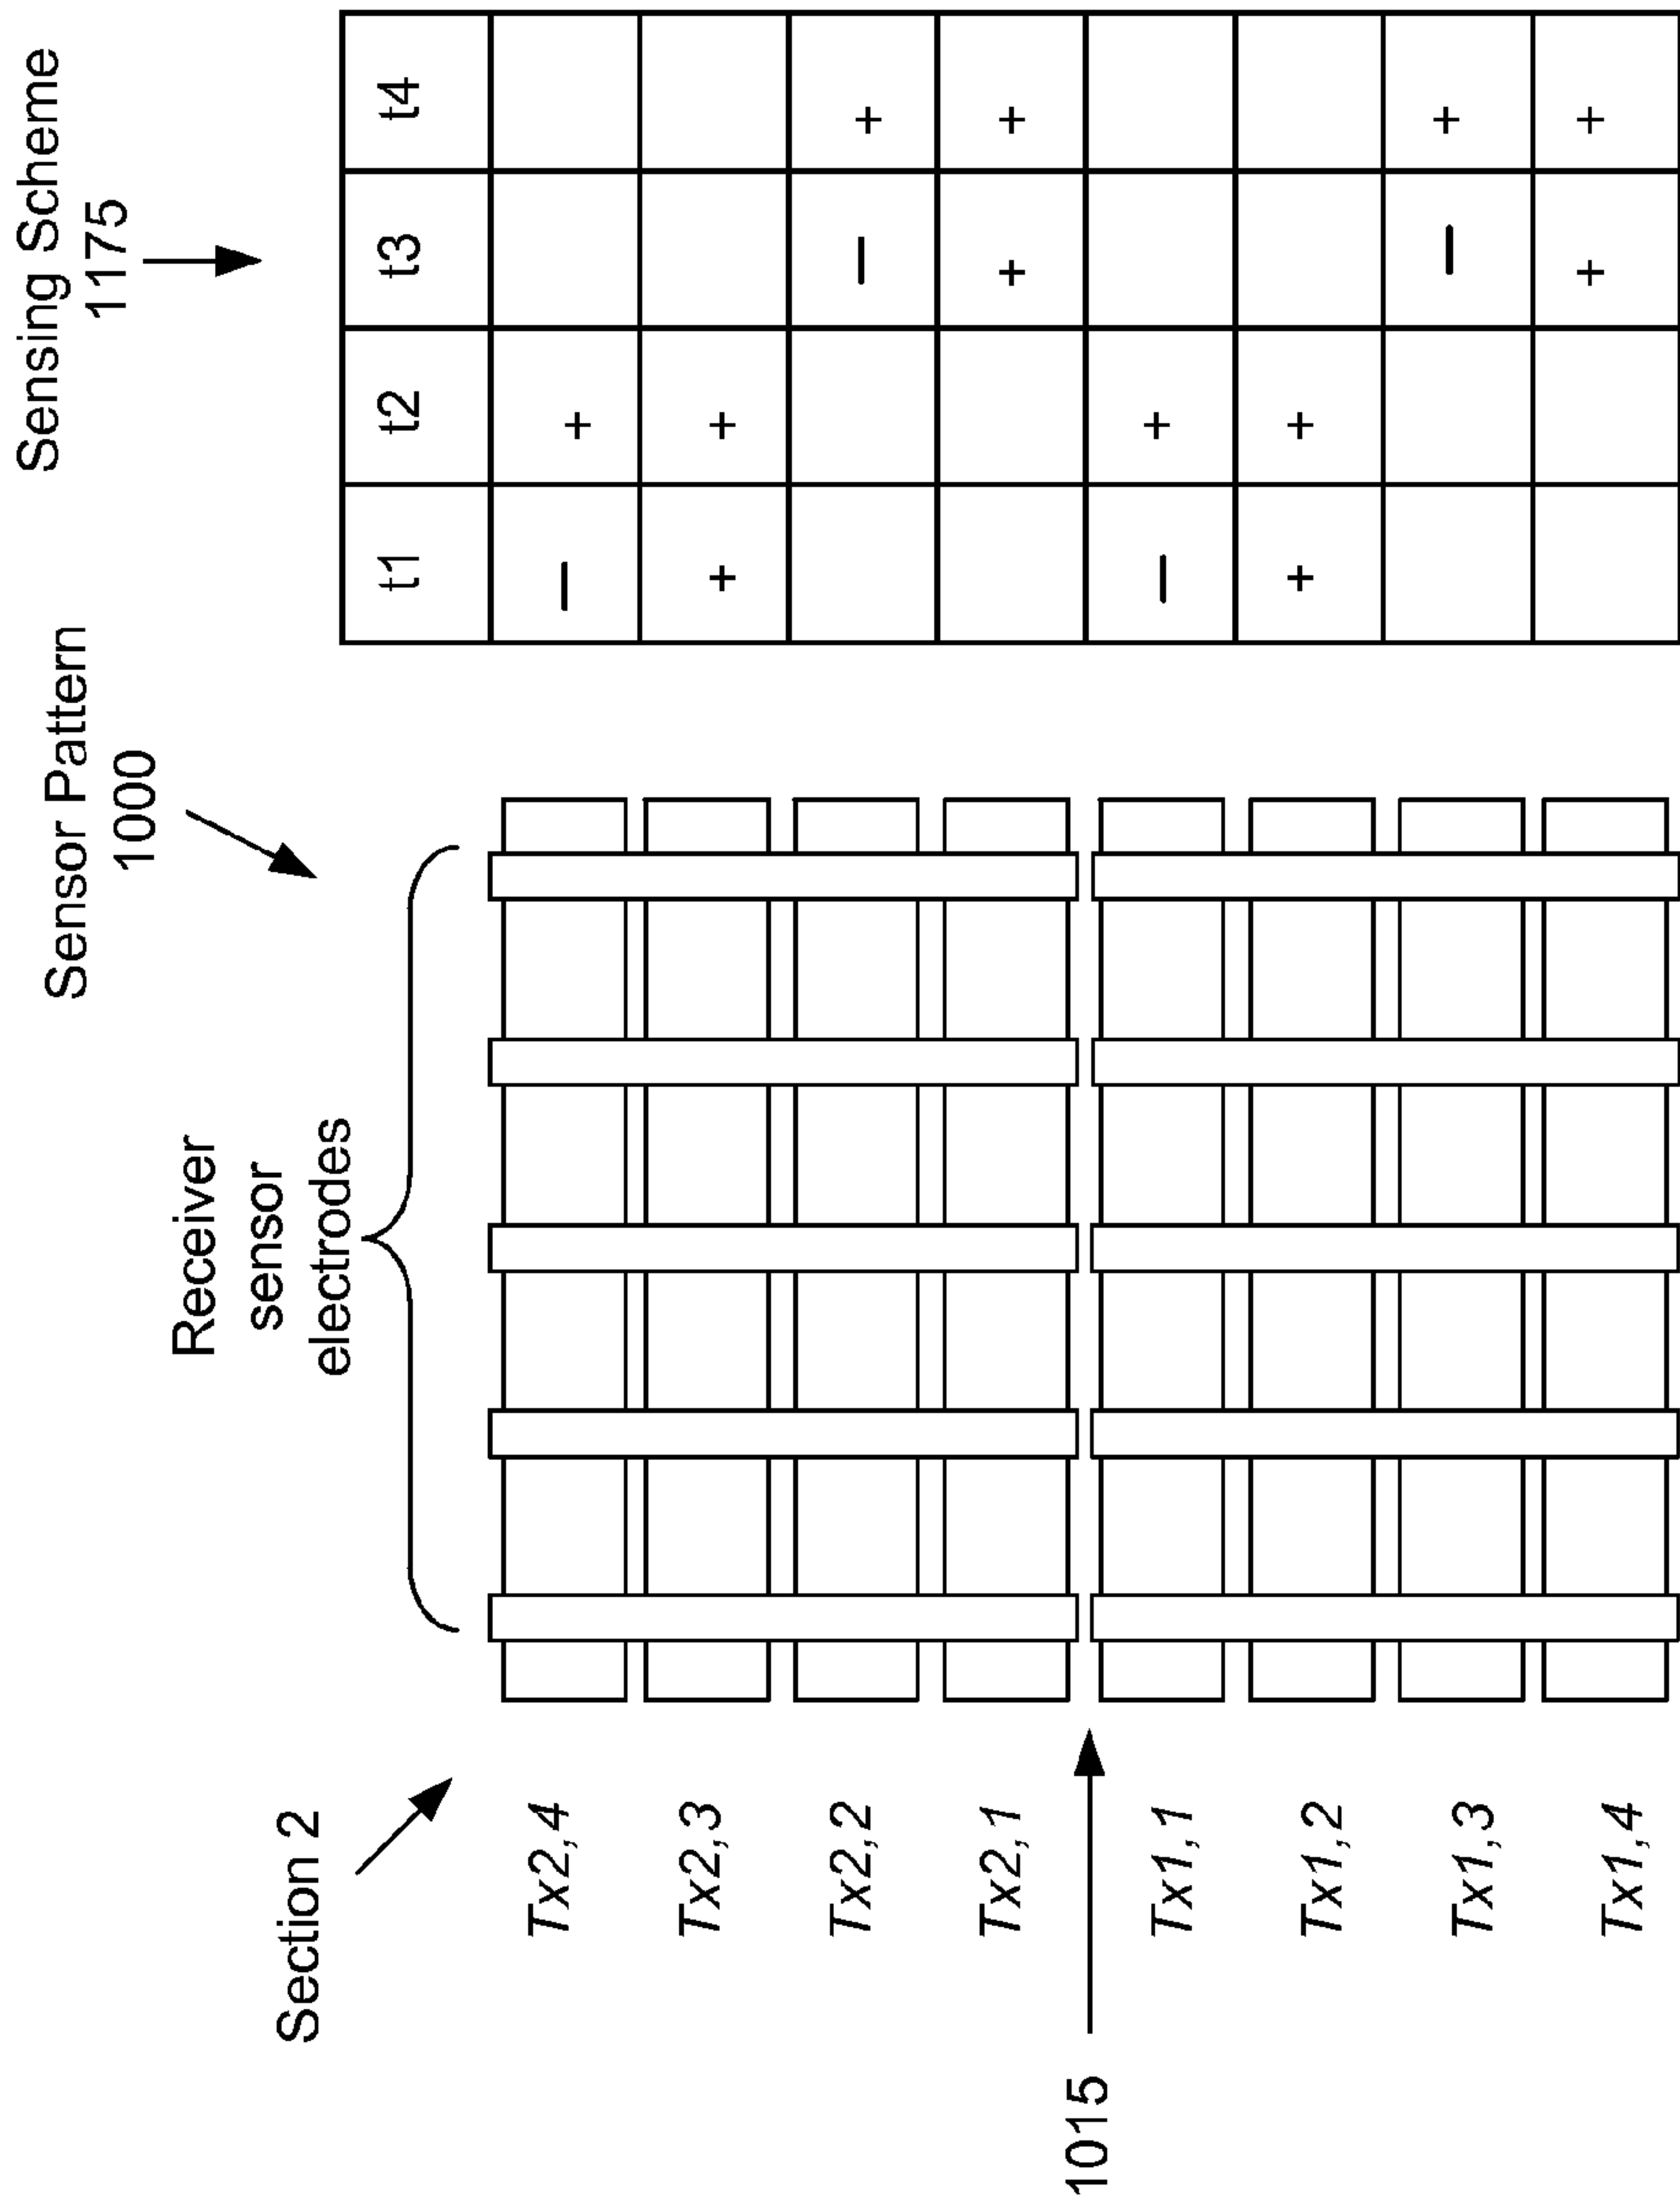 Sensing Scheme
1175
Sensor Pattern
1000
Receiver
sensor
electrodes
Section 2
t1 t2 t3 t4
Tx2,4 — +
Tx2,3 + +
Tx2,2 — +
Tx2,1 + +
1015
Tx1,1 — +
Tx1,2 + +
Tx1,3 — +
Tx1,4 + +